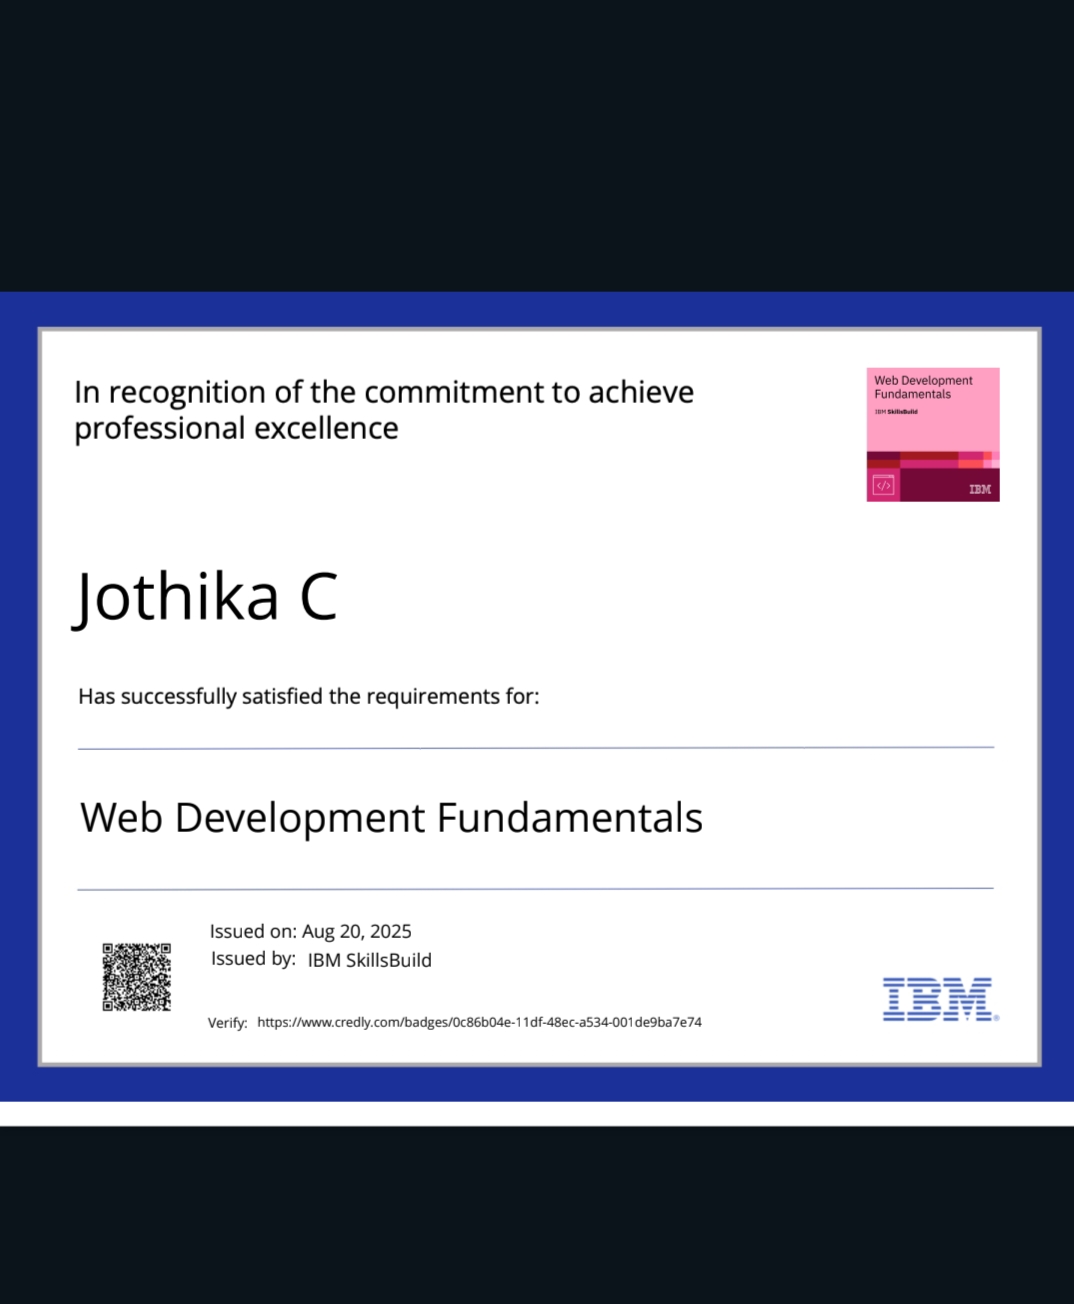 In recognition of the commitment to achieve
professional excellence
Web Development
Fundamentals
IBM SkillsBuild
</>
IBM
Jothika C
Has successfully satisfied the requirements for:
Web Development Fundamentals
Issued on: Aug 20, 2025
Issued by: IBM SkillsBuild
Verify: https://www.credly.com/badges/0c86b04e-11df-48ec-a534-001de9ba7e74
IBM®